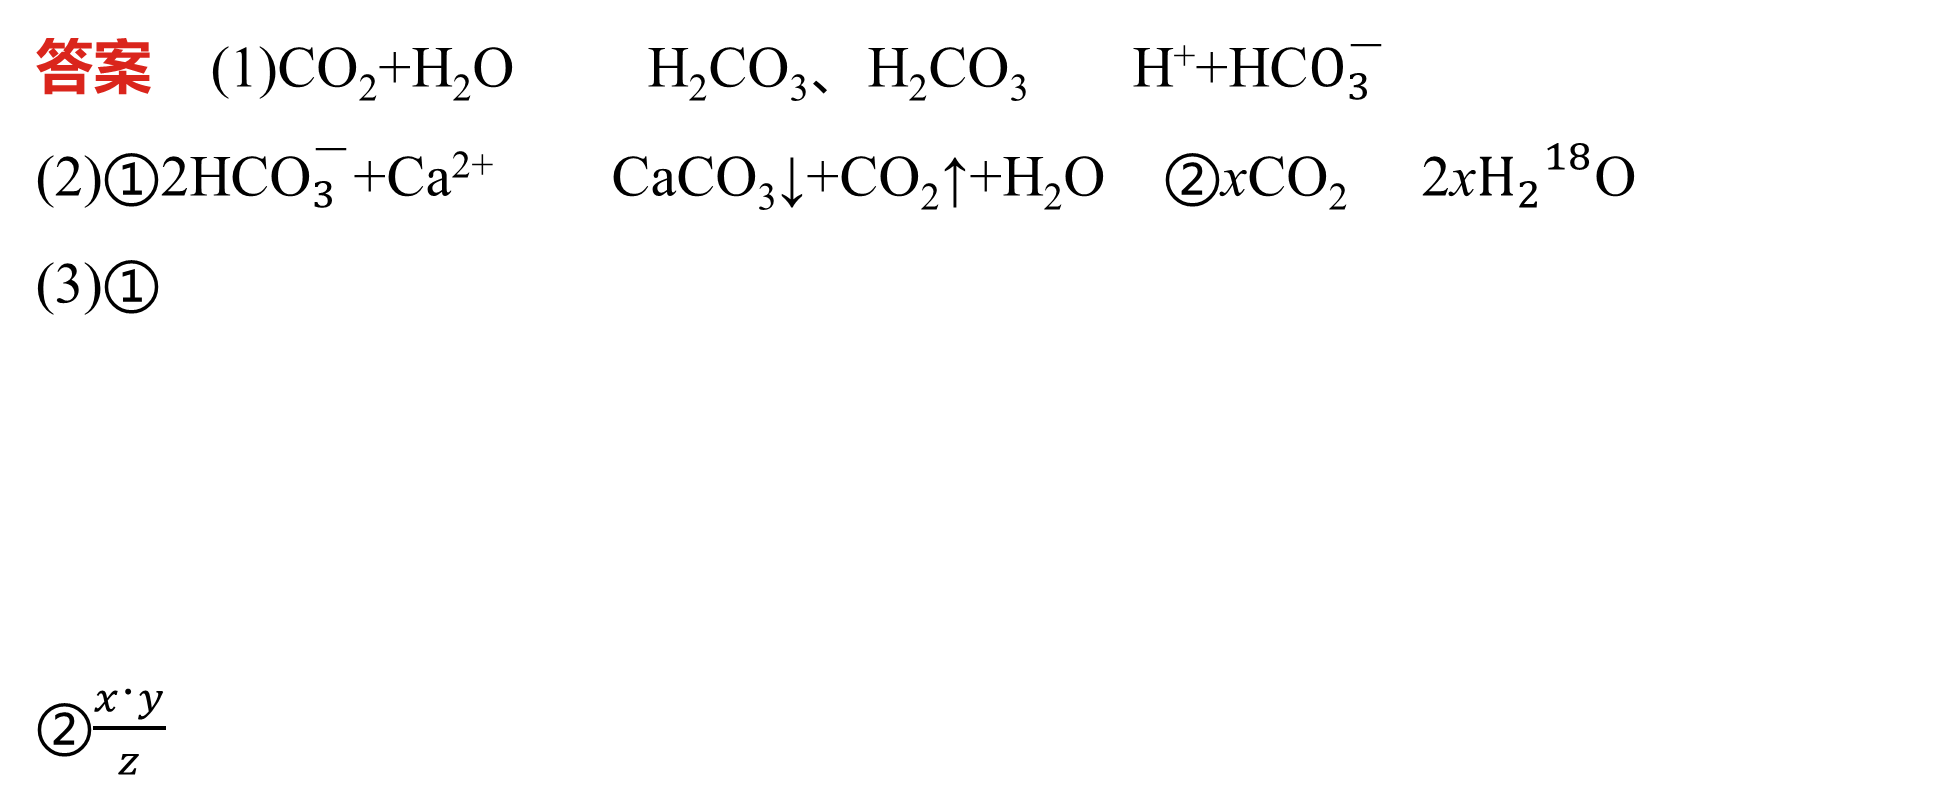 答案 (1)CO₂+H₂O H₂CO₃、H₂CO₃ H⁺+HCO₃⁻
(2)①2HCO₃⁻+Ca²⁺ CaCO₃↓+CO₂↑+H₂O ②xCO₂ 2xH₂¹⁸O
(3)①
②x·y/z